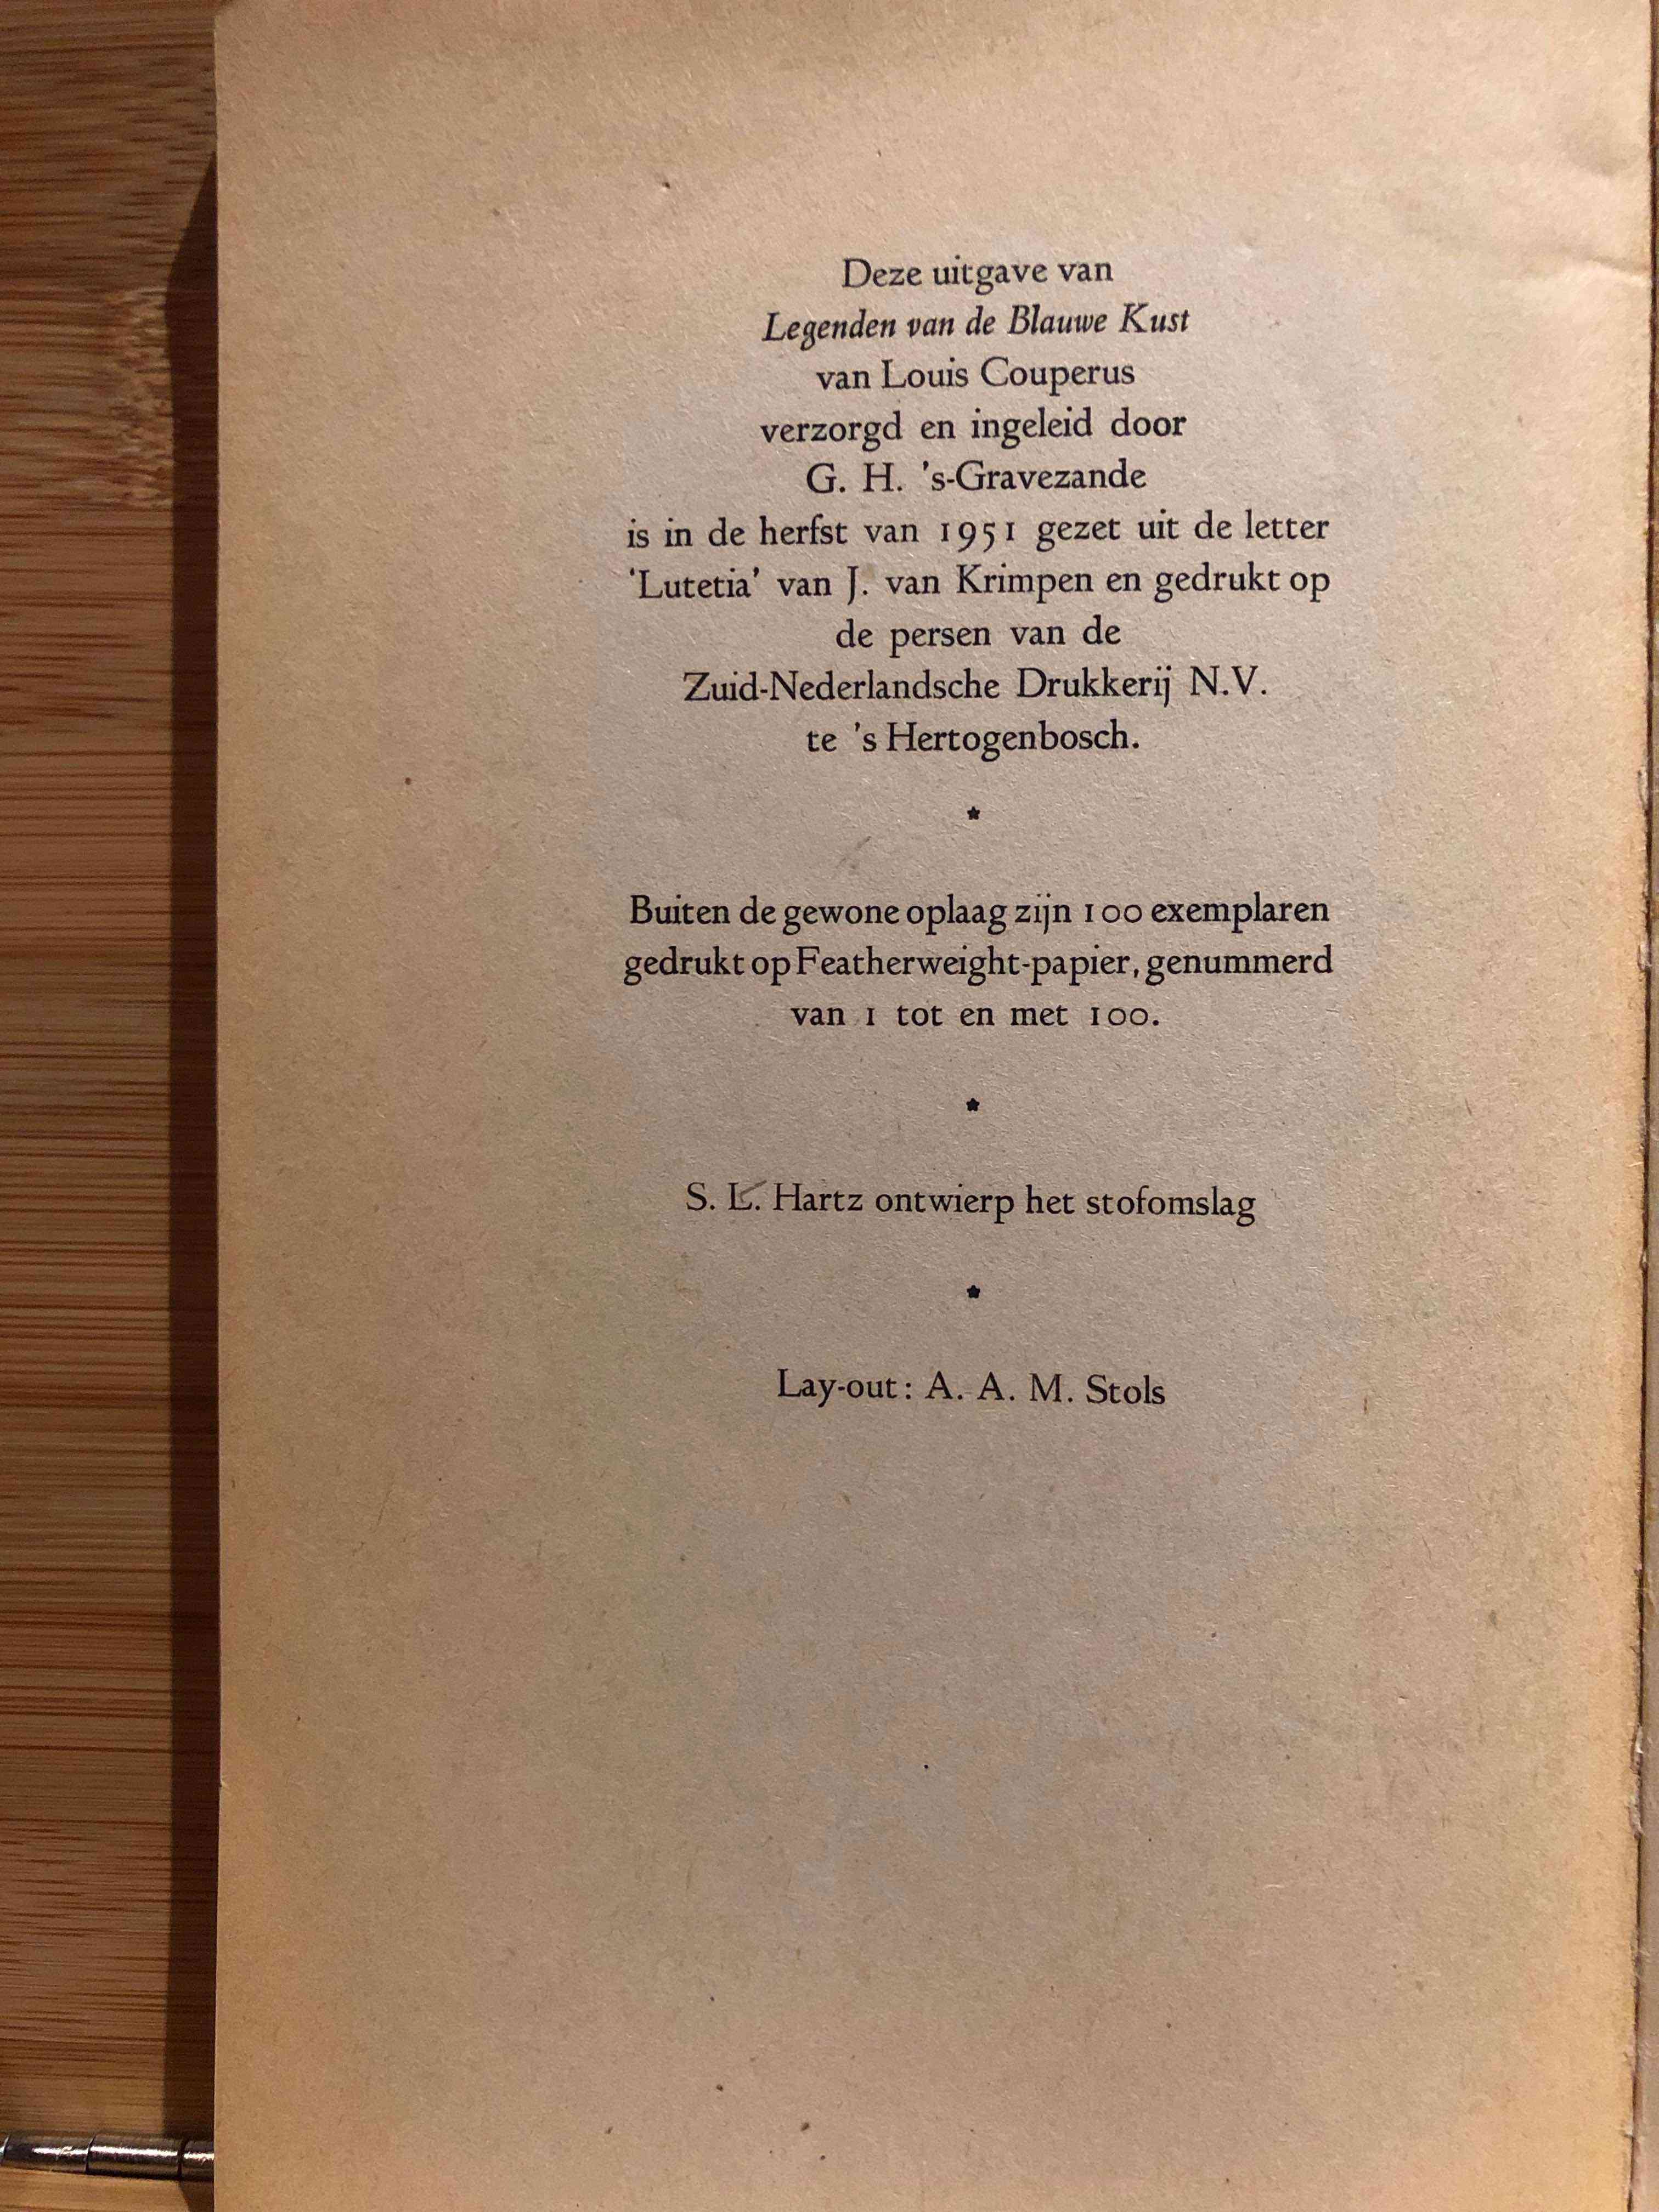 Deze uitgave van
Legenden van de Blauwe Kust
van Louis Couperus
verzorgd en ingeleid door
G. H. 's-Gravezande
is in de herfst van 1951 gezet uit de letter
‘Lutetia’ van J. van Krimpen en gedrukt op
de persen van de
Zuid-Nederlandsche Drukkerij N.V.
te 's Hertogenbosch.
*
Buiten de gewone oplaag zijn 100 exemplaren
gedrukt op Featherweight-papier, genummerd
van 1 tot en met 100.
*
S. L. Hartz ontwierp het stofomslag
*
Lay-out: A. A. M. Stols